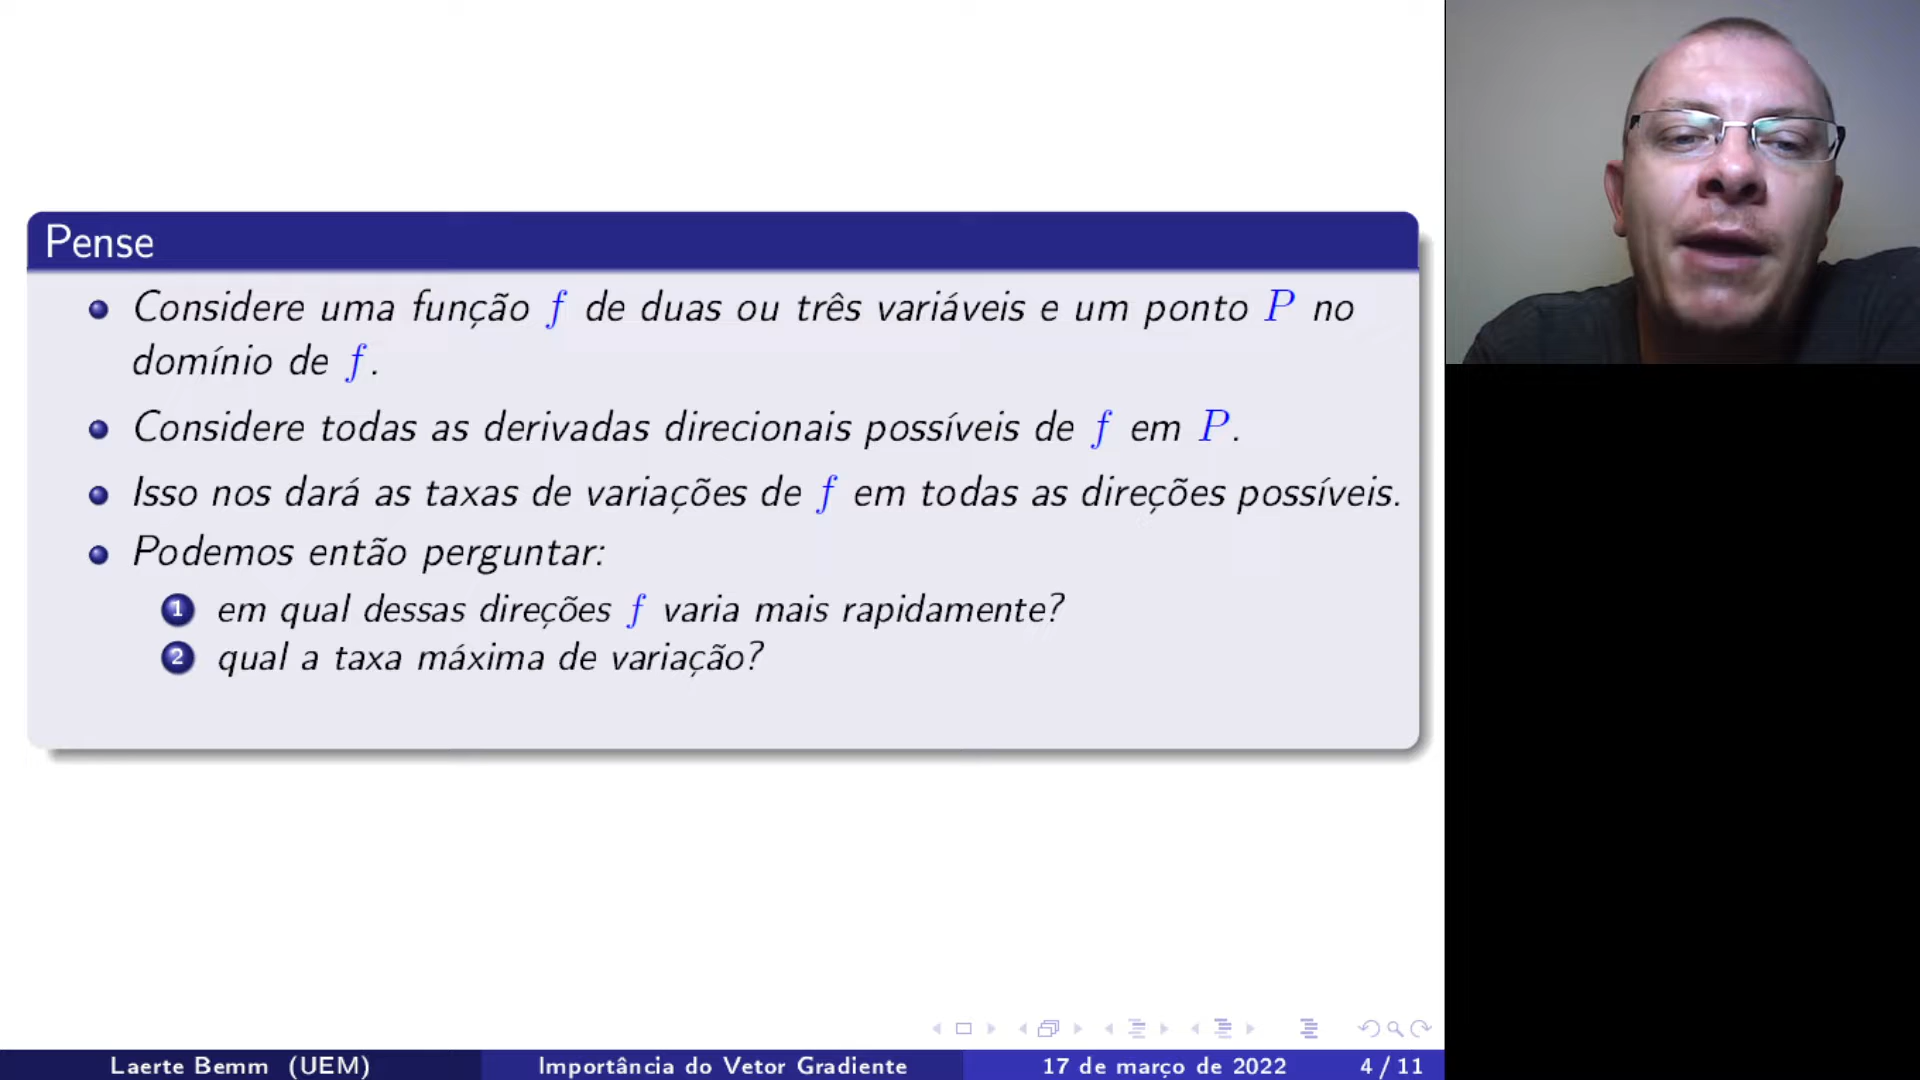 Pense
Considere uma função f de duas ou três variáveis e um ponto P no
domínio de f.
Considere todas as derivadas direcionais possíveis de f em P.
Isso nos dará as taxas de variações de f em todas as direções possíveis.
Podemos então perguntar:
1 em qual dessas direções f varia mais rapidamente?
2 qual a taxa máxima de variação?
Laerte Bemm (UEM) Importância do Vetor Gradiente 17 de março de 2022 4 / 11